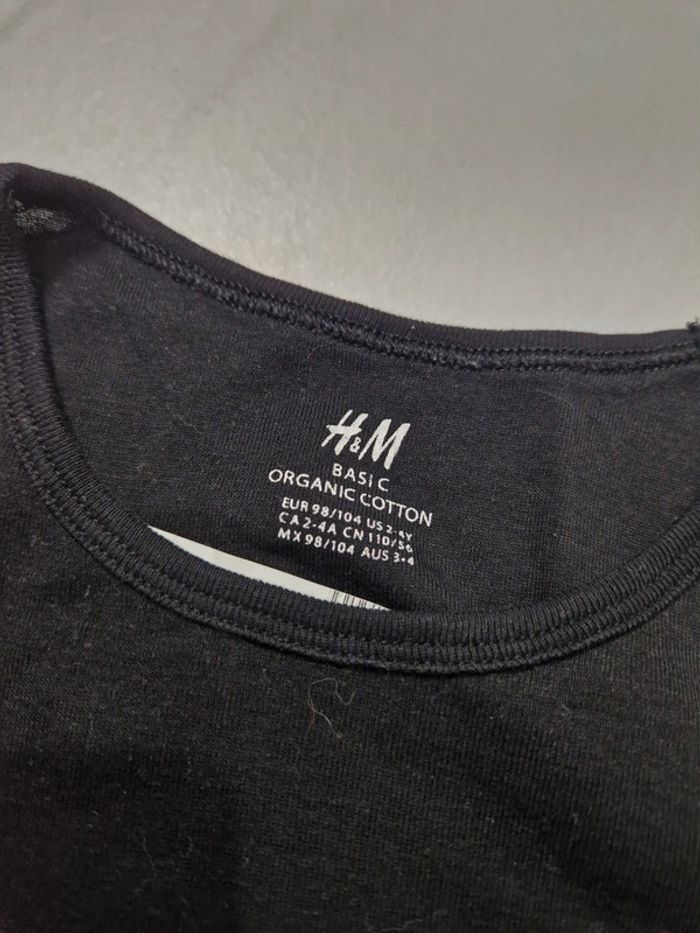 H&M
BASIC
ORGANIC COTTON
EUR 98/104 US 2-4Y
CA 2-4A CN 110/56
MX 98/104 AUS 3-4